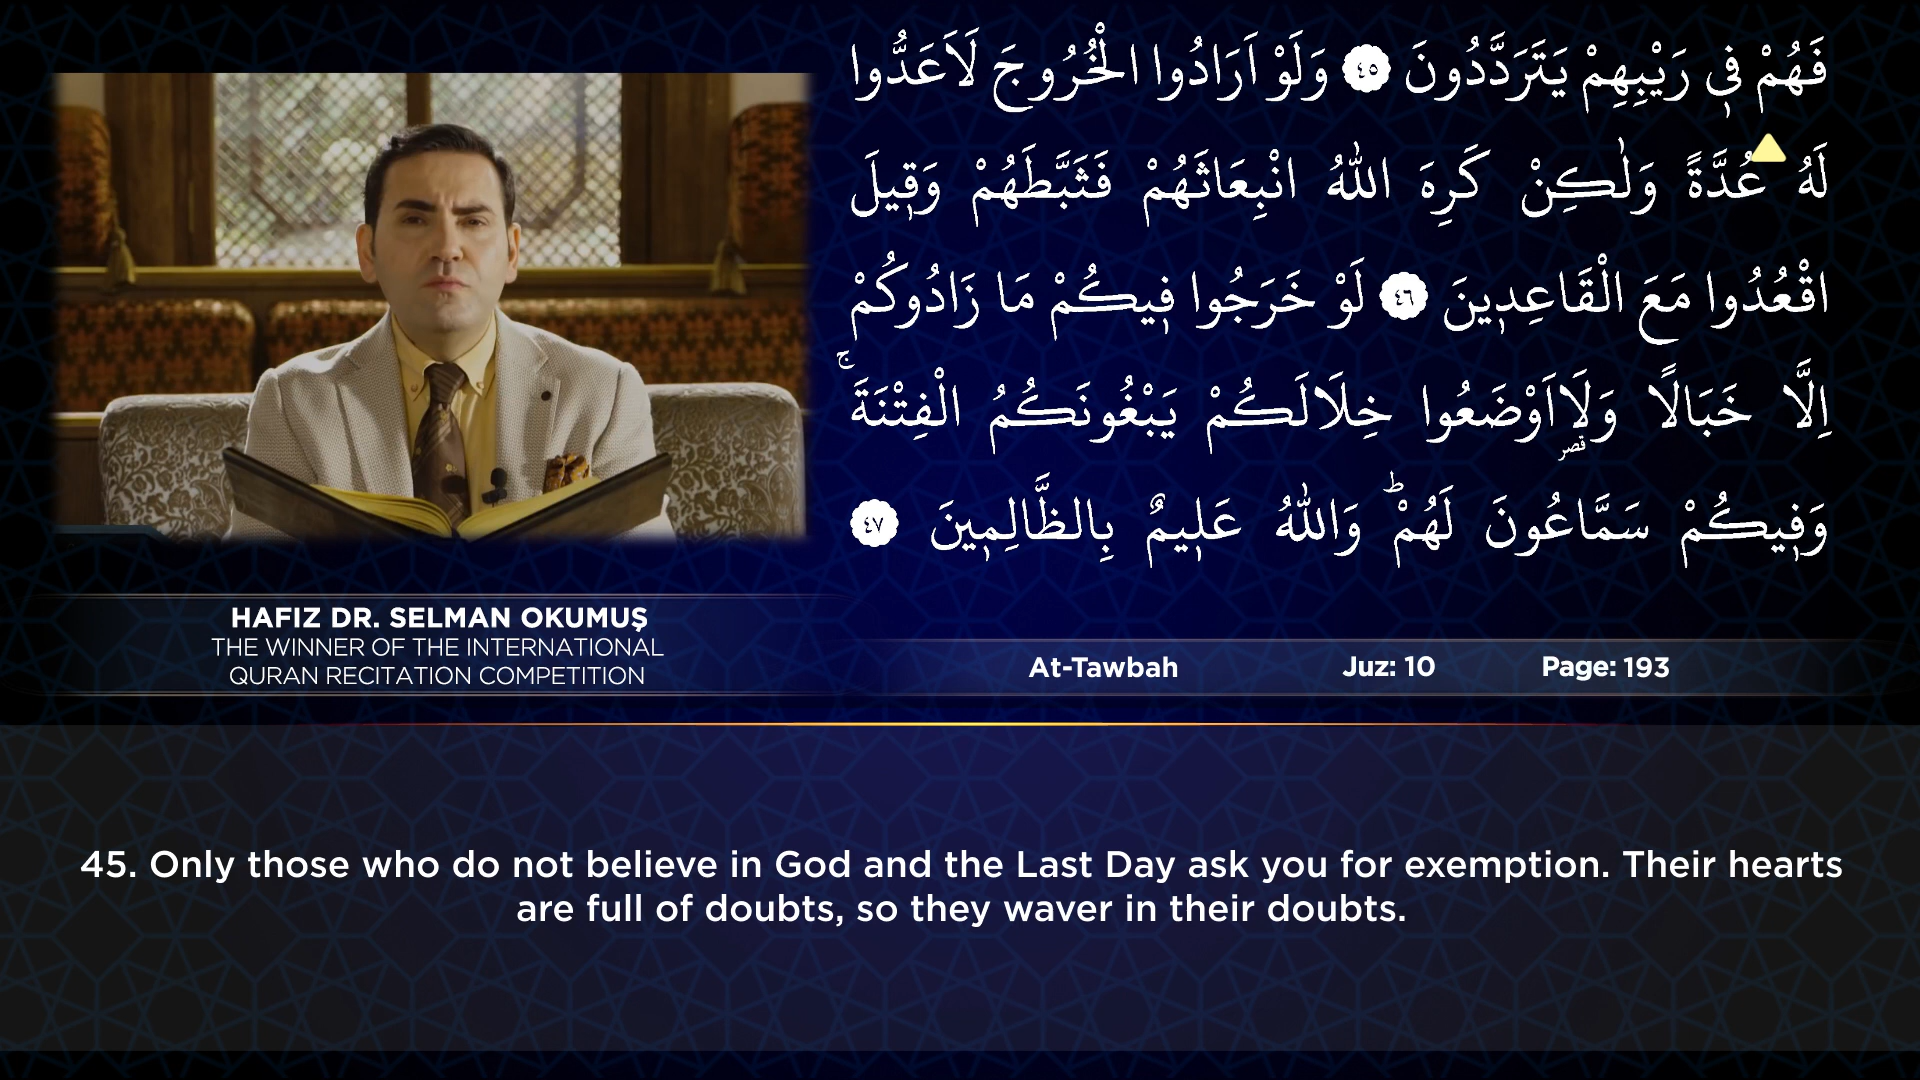 فَهُمْ فٖي رَيْبِهِمْ يَتَرَدَّدُونَ ٤٥ وَلَوْ اَرَادُوا الْخُرُوجَ لَاَعَدُّوا
لَهُ عُدَّةً وَلٰكِنْ كَرِهَ اللّٰهُ انْبِعَاثَهُمْ فَثَبَّطَهُمْ وَقٖيلَ
اقْعُدُوا مَعَ الْقَاعِدٖينَ ٤٦ لَوْ خَرَجُوا فٖيكُمْ مَا زَادُوكُمْ
اِلَّا خَبَالًا وَلَااَوْضَعُوا خِلَالَكُمْ يَبْغُونَكُمُ الْفِتْنَةَۚ
قصر
وَفٖيكُمْ سَمَّاعُونَ لَهُمْؕ وَاللّٰهُ عَلٖيمٌ بِالظَّالِمٖينَ ٤٧
HAFIZ DR. SELMAN OKUMUŞ
THE WINNER OF THE INTERNATIONAL
QURAN RECITATION COMPETITION
At-Tawbah Juz: 10 Page: 193
45. Only those who do not believe in God and the Last Day ask you for exemption. Their hearts
are full of doubts, so they waver in their doubts.